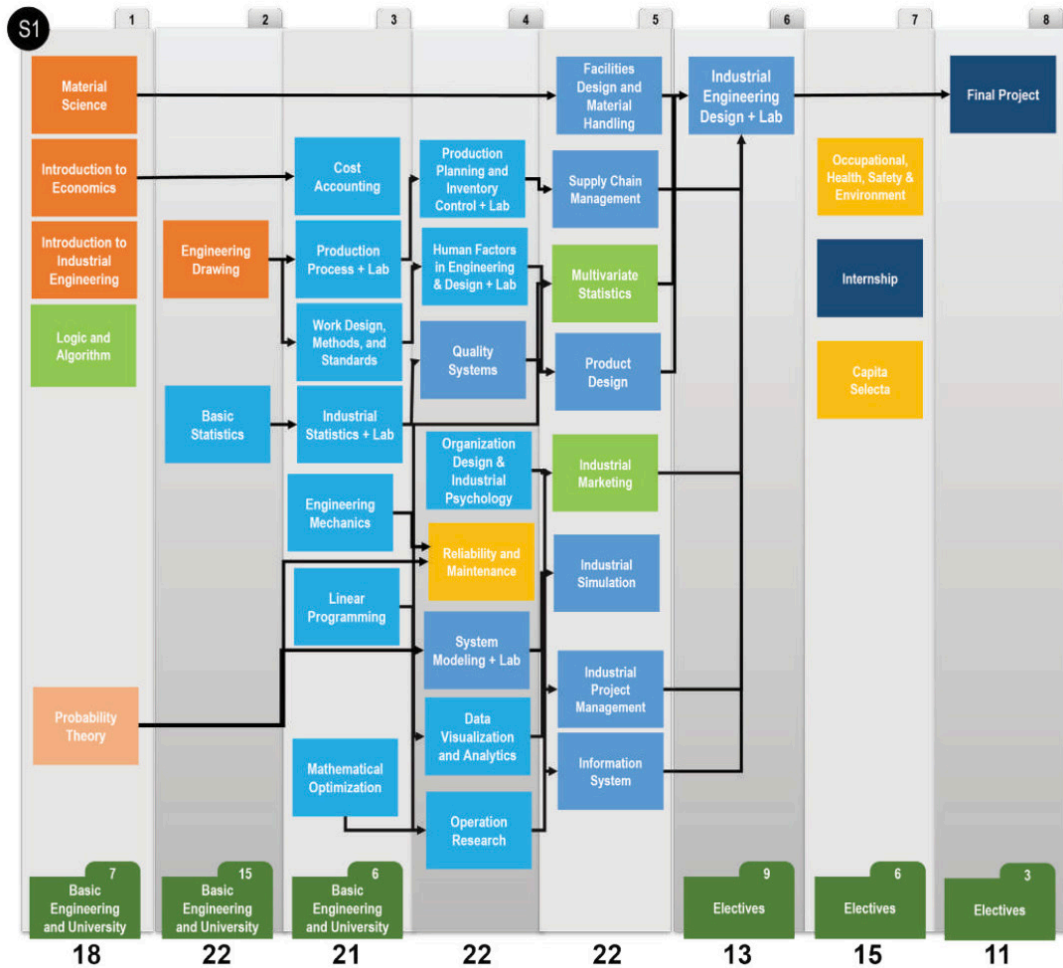 S1
1
2
3
4
5
6
7
8
Material
Science
Introduction to
Economics
Introduction to
Industrial
Engineering
Logic and
Algorithm
Probability
Theory
7
Basic
Engineering
and University
18
Engineering
Drawing
Basic
Statistics
15
Basic
Engineering
and University
22
Cost
Accounting
Production
Process + Lab
Work Design,
Methods, and
Standards
Industrial
Statistics + Lab
Engineering
Mechanics
Linear
Programming
Mathematical
Optimization
6
Basic
Engineering
and University
21
Production
Planning and
Inventory
Control + Lab
Human Factors
in Engineering
& Design + Lab
Quality
Systems
Organization
Design &
Industrial
Psychology
Reliability and
Maintenance
System
Modeling + Lab
Data
Visualization
and Analytics
Operation
Research
22
Facilities
Design and
Material
Handling
Supply Chain
Management
Multivariate
Statistics
Product
Design
Industrial
Marketing
Industrial
Simulation
Industrial
Project
Management
Information
System
22
Industrial
Engineering
Design + Lab
9
Electives
13
Occupational,
Health, Safety &
Environment
Internship
Capita
Selecta
6
Electives
15
Final Project
3
Electives
11